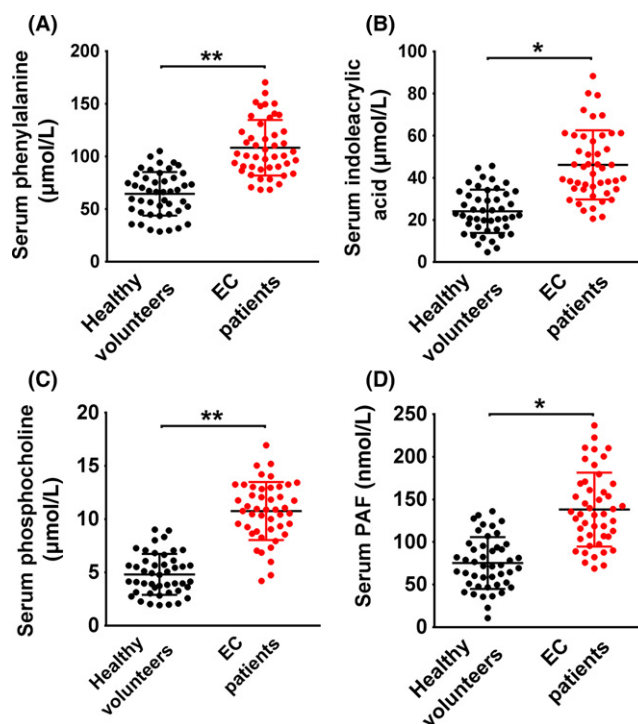 (A)
Serum phenylalanine
(μmol/L)
200
150
100
50
0
**
Healthy
volunteers
EC
patients
(B)
Serum indoleacrylic
acid (μmol/L)
100
80
60
40
20
0
*
Healthy
volunteers
EC
patients
(C)
Serum phosphocholine
(μmol/L)
20
15
10
5
0
**
Healthy
volunteers
EC
patients
(D)
Serum PAF (nmol/L)
250
200
150
100
50
0
*
Healthy
volunteers
EC
patients